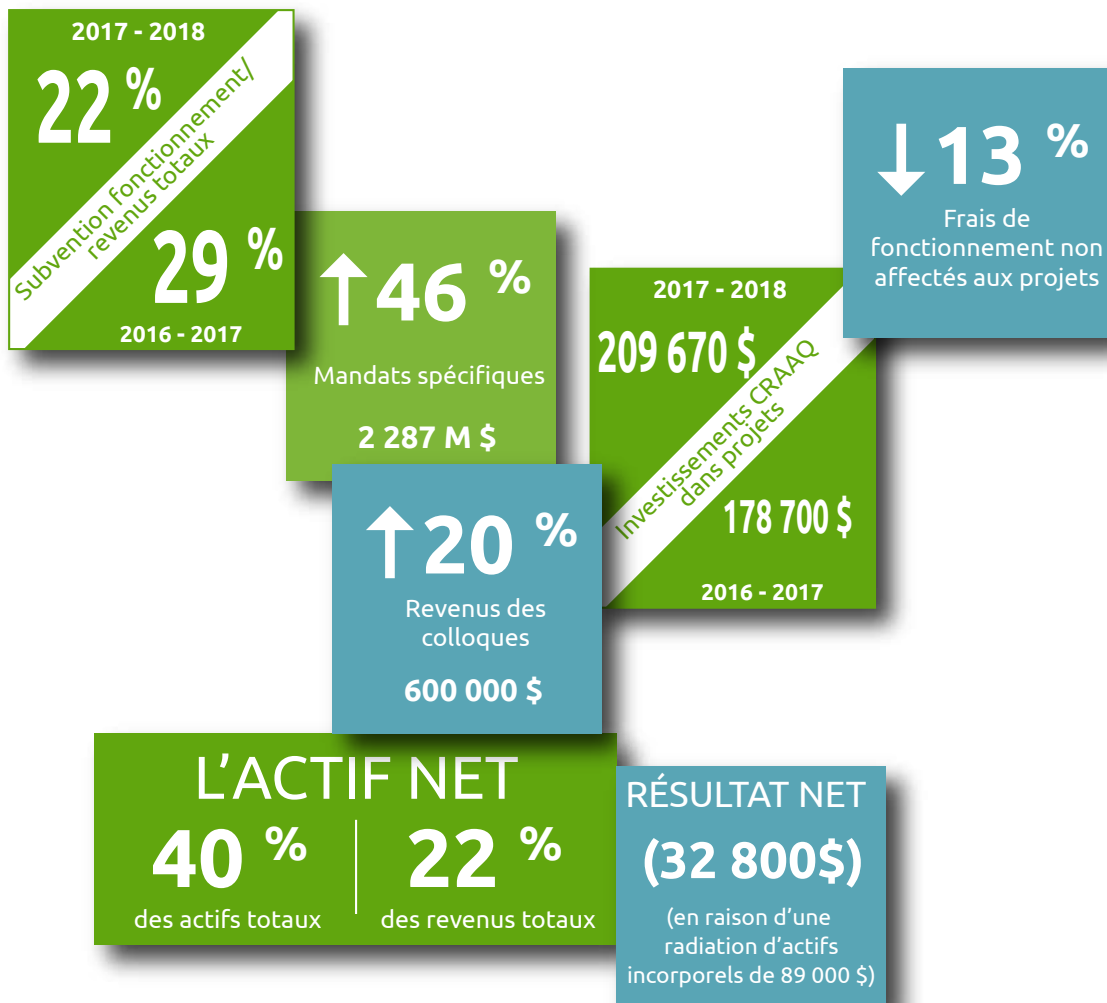 2017 - 2018
22 %
Subvention fonctionnement/
revenus totaux
29 %
2016 - 2017
↑46 %
Mandats spécifiques
2 287 M $
↑20 %
Revenus des
colloques
600 000 $
2017 - 2018
209 670 $
Investissements CRAAQ
dans projets
178 700 $
2016 - 2017
↓13 %
Frais de
fonctionnement non
affectés aux projets
L'ACTIF NET
40 %
des actifs totaux
22 %
des revenus totaux
RÉSULTAT NET
(32 800$)
(en raison d'une
radiation d'actifs
incorporels de 89 000 $)